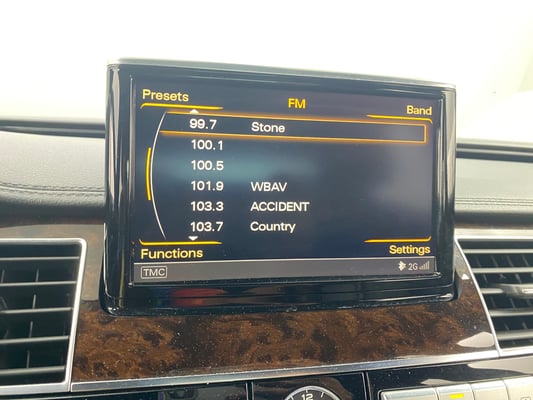 Presets
FM
Band
99.7 Stone
100.1
100.5
101.9 WBAV
103.3 ACCIDENT
103.7 Country
Functions
Settings
TMC
2G